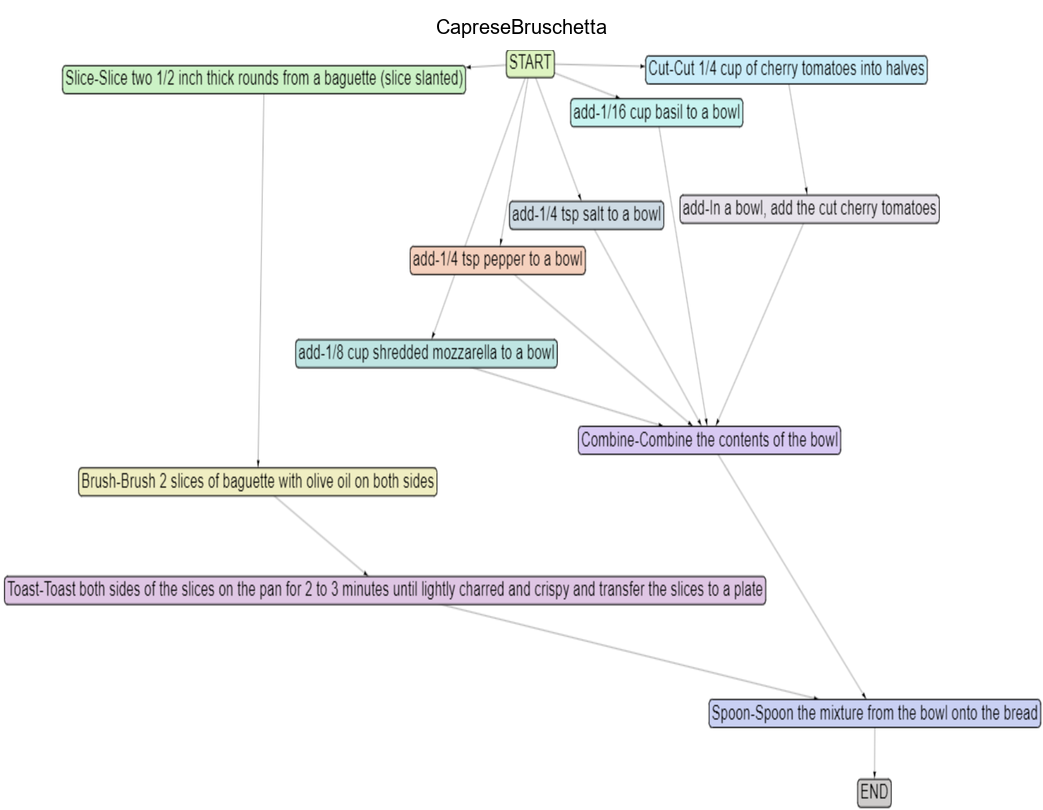 CapreseBruschetta
START
Slice-Slice two 1/2 inch thick rounds from a baguette (slice slanted)
Cut-Cut 1/4 cup of cherry tomatoes into halves
add-1/16 cup basil to a bowl
add-1/4 tsp salt to a bowl
add-In a bowl, add the cut cherry tomatoes
add-1/4 tsp pepper to a bowl
add-1/8 cup shredded mozzarella to a bowl
Combine-Combine the contents of the bowl
Brush-Brush 2 slices of baguette with olive oil on both sides
Toast-Toast both sides of the slices on the pan for 2 to 3 minutes until lightly charred and crispy and transfer the slices to a plate
Spoon-Spoon the mixture from the bowl onto the bread
END